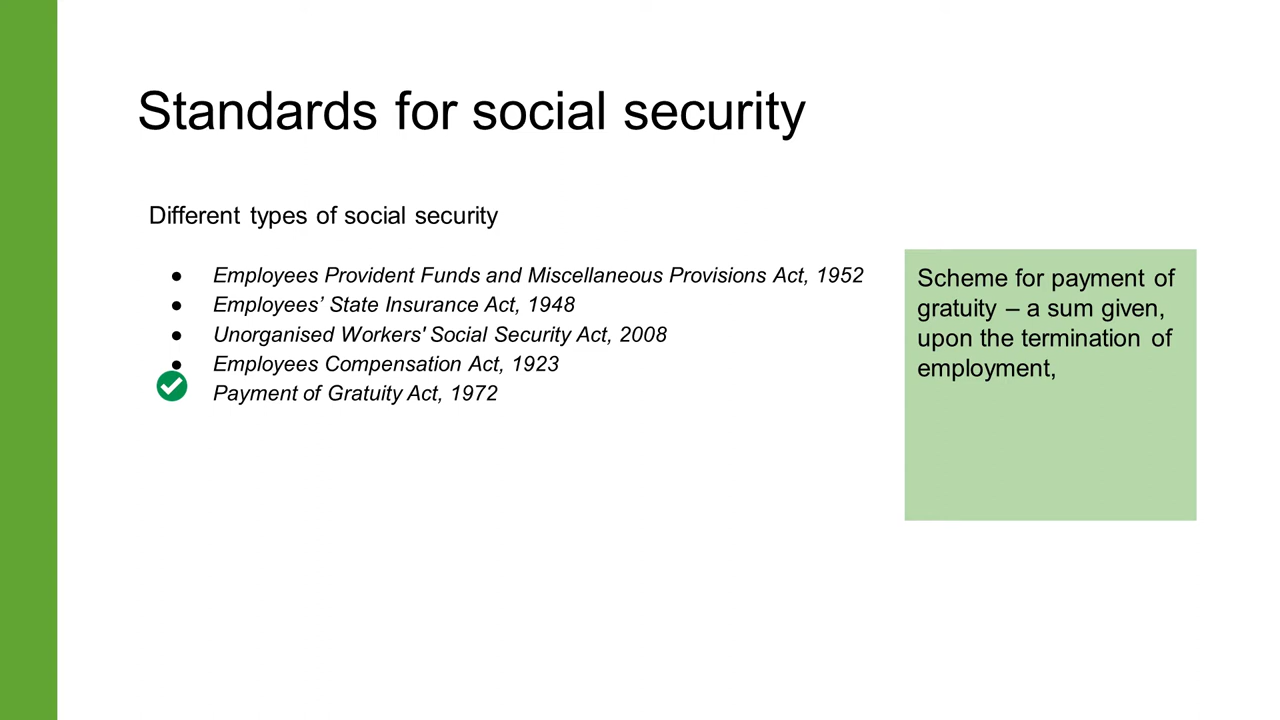 Standards for social security
Different types of social security
● Employees Provident Funds and Miscellaneous Provisions Act, 1952
● Employees’ State Insurance Act, 1948
● Unorganised Workers' Social Security Act, 2008
● Employees Compensation Act, 1923
Payment of Gratuity Act, 1972
Scheme for payment of
gratuity – a sum given,
upon the termination of
employment,